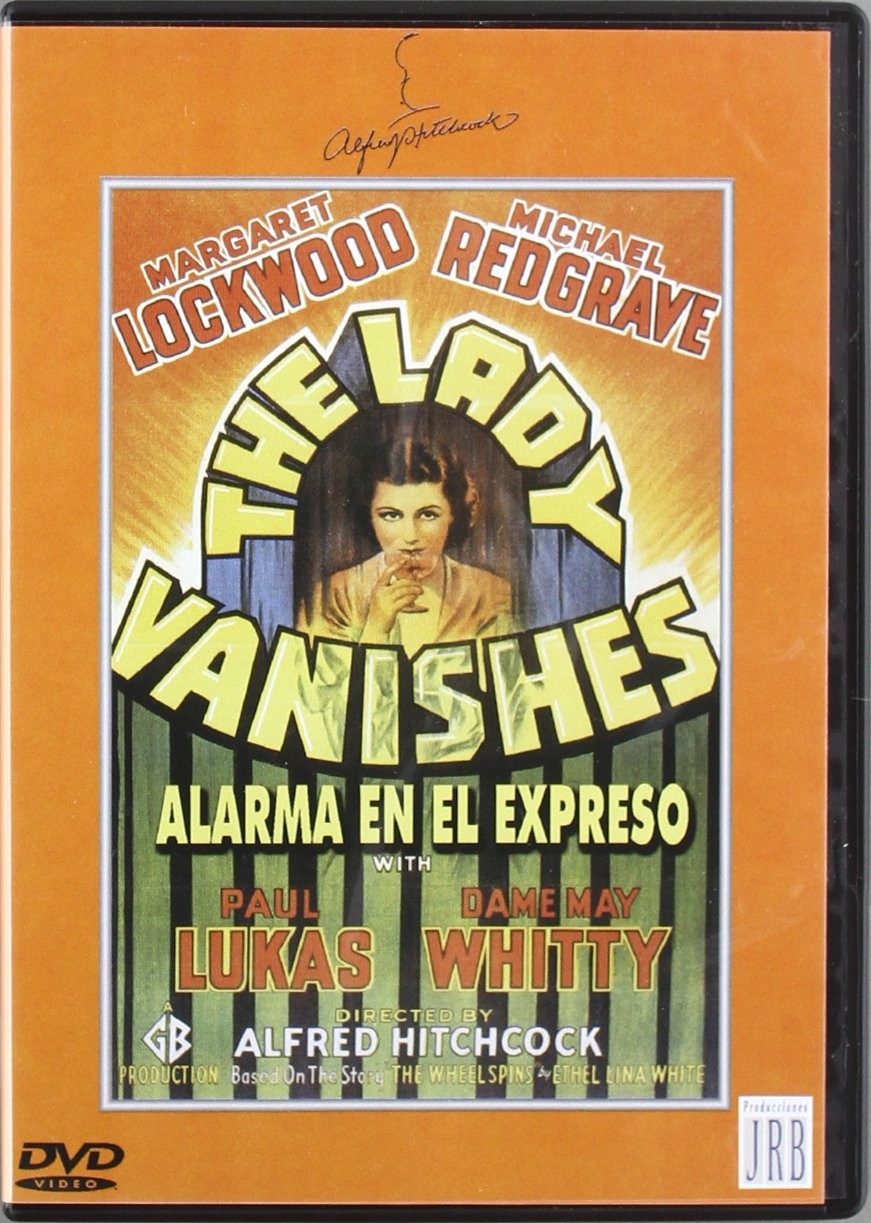 Alfred Hitchcock
MARGARET
LOCKWOOD
MICHAEL
REDGRAVE
THE LADY
VANISHES
ALARMA EN EL EXPRESO
WITH
PAUL
LUKAS
DAME MAY
WHITTY
A
GB
PRODUCTION
DIRECTED BY
ALFRED HITCHCOCK
Based On The Story "THE WHEEL SPINS" by ETHEL LINA WHITE
DVD
VIDEO
Producciones
JRB